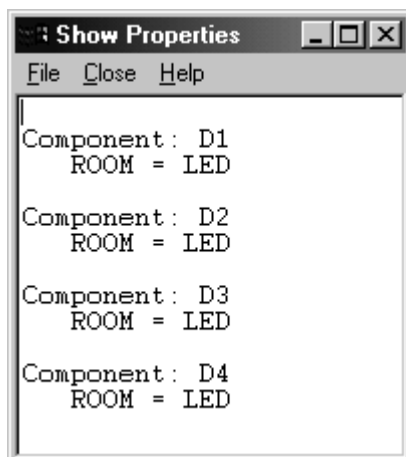 Show Properties
File Close Help
Component: D1
ROOM = LED
Component: D2
ROOM = LED
Component: D3
ROOM = LED
Component: D4
ROOM = LED